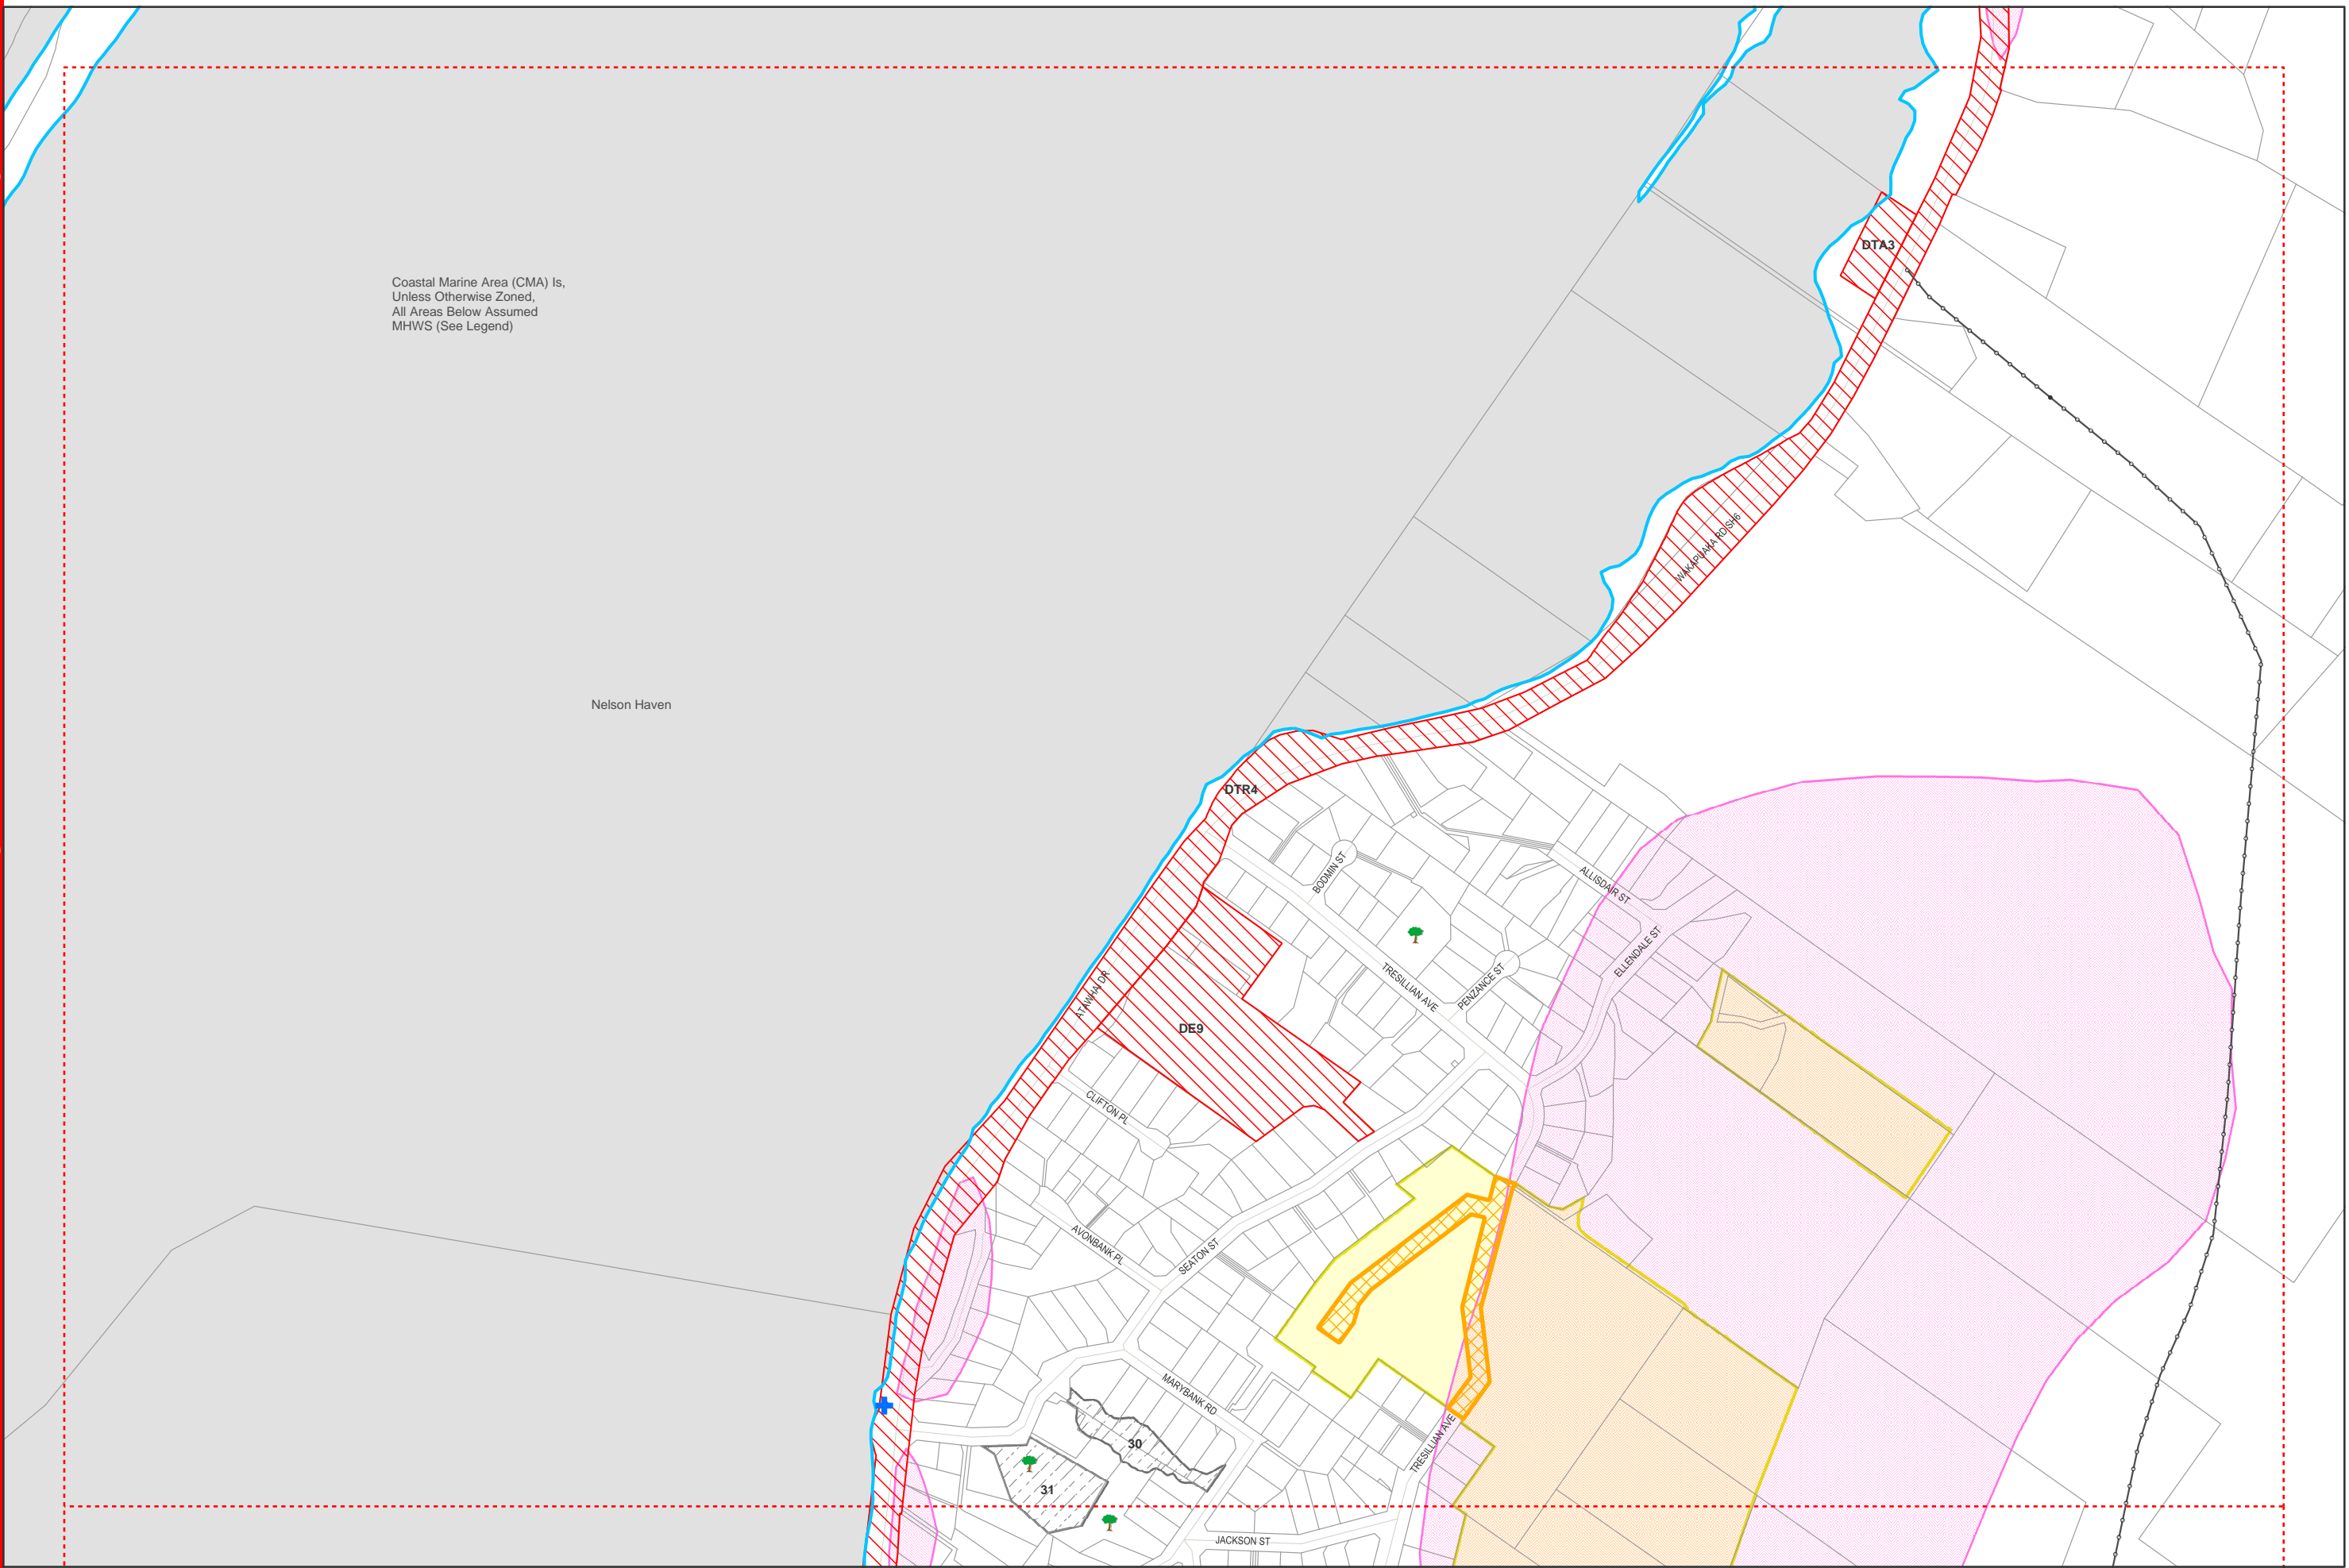 DTA3
Coastal Marine Area (CMA) Is,
Unless Otherwise Zoned,
All Areas Below Assumed
MHWS (See Legend)
WAKAPUAKA RD SH6
Nelson Haven
DTR4
BODMIN ST
ALLISDAIR ST
ELLENDALE ST
TRESILLIAN AVE
PENZANCE ST
ATAWHAI DR
DE9
CLIFTON PL
AVONBANK PL
SEATON ST
MARYBANK RD
30
TRESILLIAN AVE
31
JACKSON ST